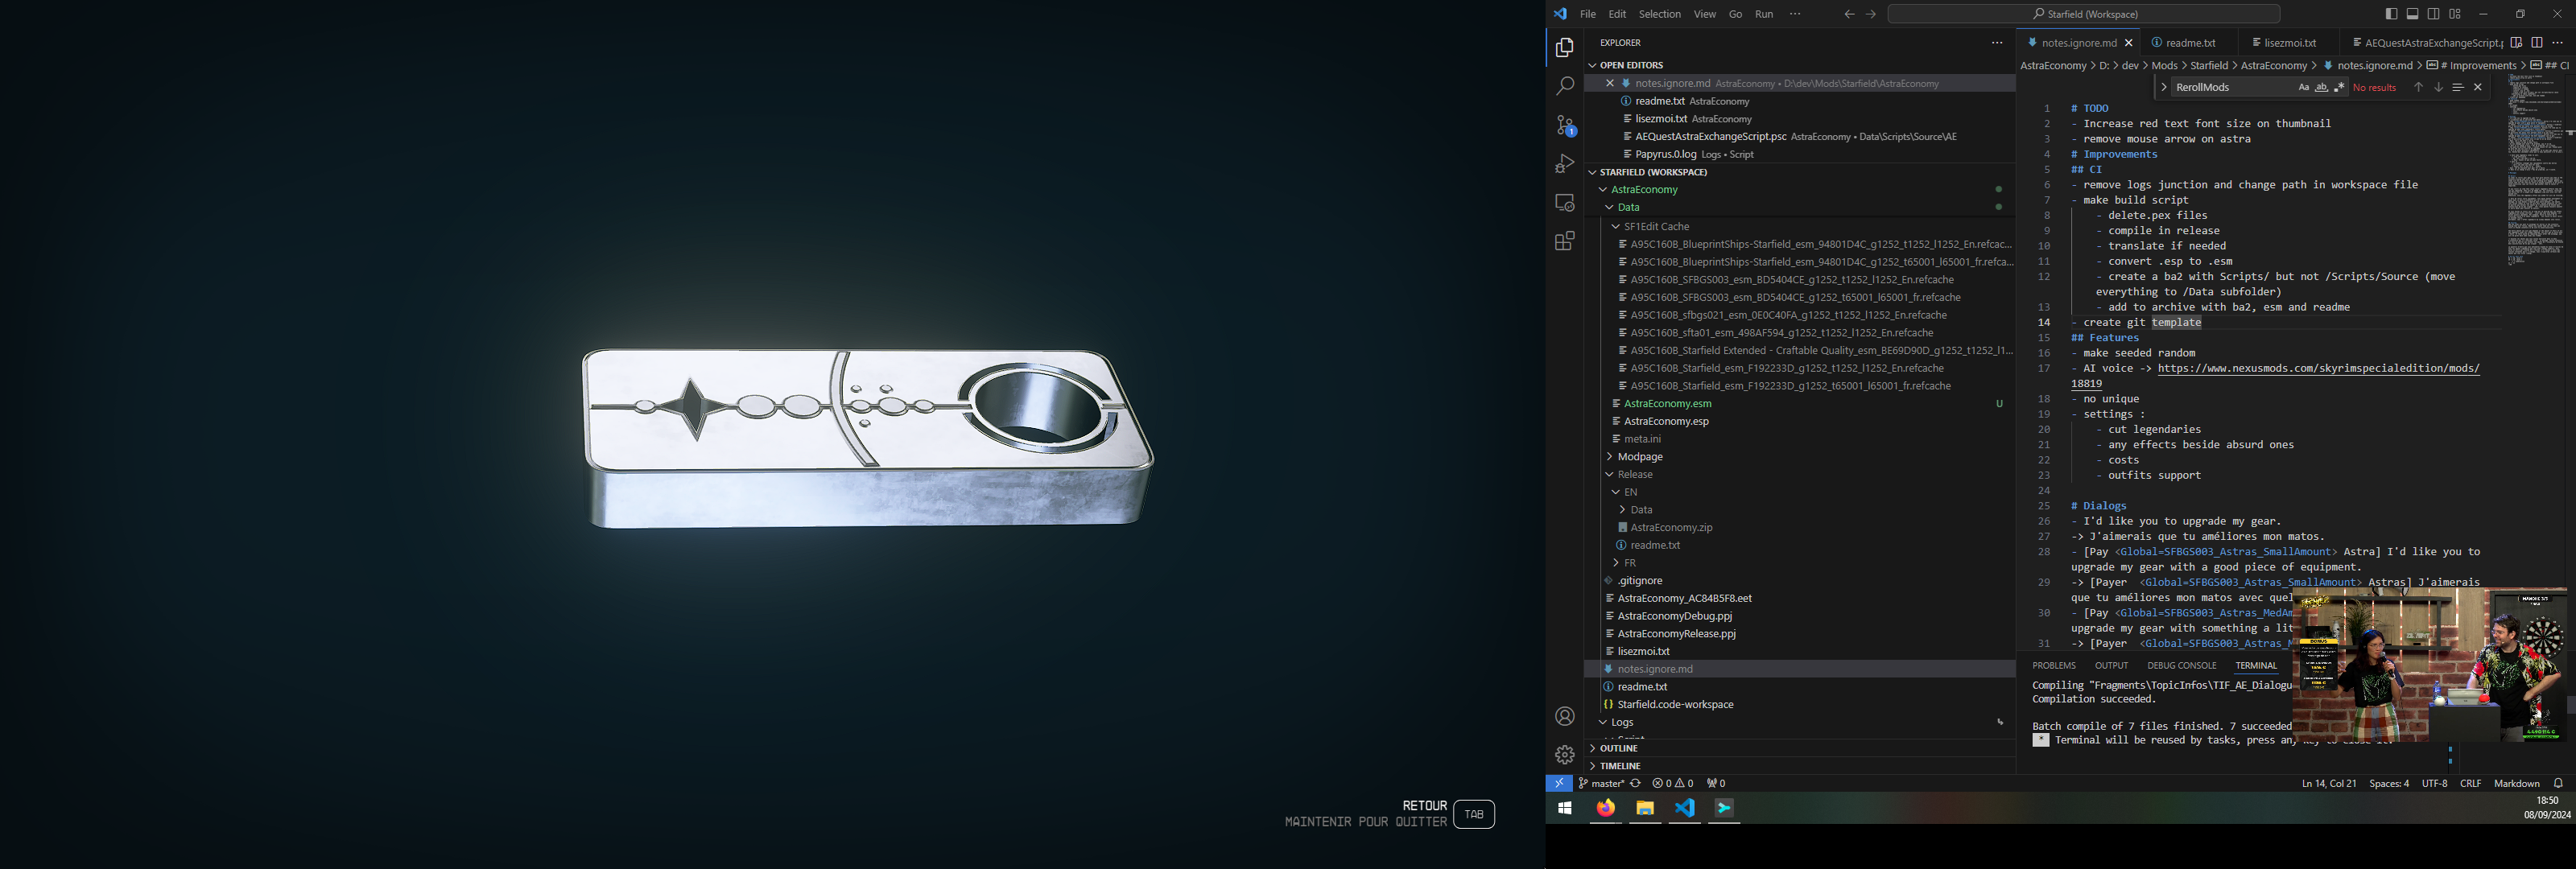 RETOUR
MAINTENIR POUR QUITTER
TAB
File Edit Selection View Go Run ···
Starfield (Workspace)
EXPLORER
OPEN EDITORS
notes.ignore.md AstraEconomy • D:\dev\Mods\Starfield\AstraEconomy
readme.txt AstraEconomy
lisezmoi.txt AstraEconomy
AEQuestAstraExchangeScript.psc AstraEconomy • Data\Scripts\Source\AE
Papyrus.0.log Logs • Script
STARFIELD (WORKSPACE)
AstraEconomy
Data
SF1Edit Cache
A95C160B_BlueprintShips-Starfield_esm_94801D4C_g1252_t1252_l1252_En.refcac...
A95C160B_BlueprintShips-Starfield_esm_94801D4C_g1252_t65001_l65001_fr.refca...
A95C160B_SFBGS003_esm_BD5404CE_g1252_t1252_l1252_En.refcache
A95C160B_SFBGS003_esm_BD5404CE_g1252_t65001_l65001_fr.refcache
A95C160B_sfbgs021_esm_0E0C40FA_g1252_t1252_l1252_En.refcache
A95C160B_sfta01_esm_498AF594_g1252_t1252_l1252_En.refcache
A95C160B_Starfield Extended - Craftable Quality_esm_BE69D90D_g1252_t1252_l1...
A95C160B_Starfield_esm_F192233D_g1252_t1252_l1252_En.refcache
A95C160B_Starfield_esm_F192233D_g1252_t65001_l65001_fr.refcache
AstraEconomy.esm U
AstraEconomy.esp
meta.ini
Modpage
Release
EN
Data
AstraEconomy.zip
readme.txt
FR
.gitignore
AstraEconomy_AC84B5F8.eet
AstraEconomyDebug.ppj
AstraEconomyRelease.ppj
lisezmoi.txt
notes.ignore.md
readme.txt
Starfield.code-workspace
Logs
OUTLINE
TIMELINE
notes.ignore.md readme.txt lisezmoi.txt AEQuestAstraExchangeScript.p
AstraEconomy > D: > dev > Mods > Starfield > AstraEconomy > notes.ignore.md > # Improvements > ## CI
RerollMods Aa ab .* No results
1 # TODO
2 - Increase red text font size on thumbnail
3 - remove mouse arrow on astra
4 # Improvements
5 ## CI
6 - remove logs junction and change path in workspace file
7 - make build script
8 - delete.pex files
9 - compile in release
10 - translate if needed
11 - convert .esp to .esm
12 - create a ba2 with Scripts/ but not /Scripts/Source (move
everything to /Data subfolder)
13 - add to archive with ba2, esm and readme
14 - create git template
15 ## Features
16 - make seeded random
17 - AI voice -> https://www.nexusmods.com/skyrimspecialedition/mods/
18819
18 - no unique
19 - settings :
20 - cut legendaries
21 - any effects beside absurd ones
22 - costs
23 - outfits support
24
25 # Dialogs
26 - I'd like you to upgrade my gear.
27 -> J'aimerais que tu améliores mon matos.
28 - [Pay <Global=SFBGS003_Astras_SmallAmount> Astra] I'd like you to
upgrade my gear with a good piece of equipment.
29 -> [Payer <Global=SFBGS003_Astras_SmallAmount> Astras] J'aimerais
que tu améliores mon matos avec quel
30 - [Pay <Global=SFBGS003_Astras_MedAm
upgrade my gear with something a lit
31 -> [Payer <Global=SFBGS003_Astras_M
PROBLEMS OUTPUT DEBUG CONSOLE TERMINAL
Compiling "Fragments\TopicInfos\TIF_AE_Dialogu
Compilation succeeded.
Batch compile of 7 files finished. 7 succeeded
* Terminal will be reused by tasks, press any key to close it.
master* 0 0 0
Ln 14, Col 21 Spaces: 4 UTF-8 CRLF Markdown
18:50
08/09/2024